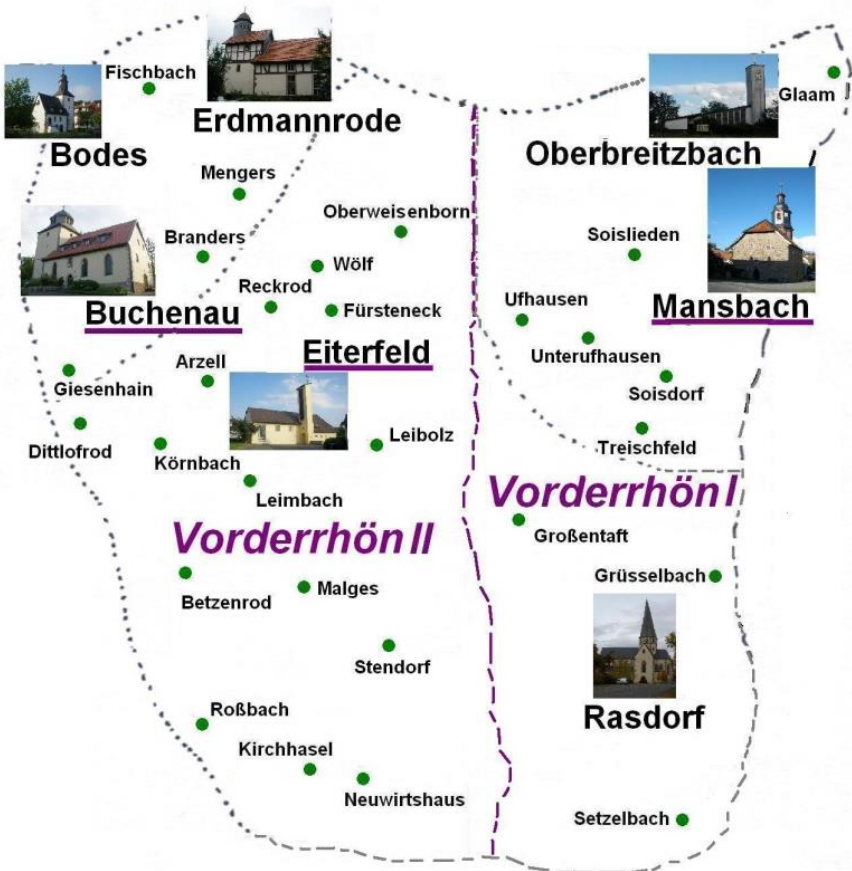 Fischbach
Erdmannrode
Bodes
Glaam
Oberbreitzbach
Mengers
Oberweisenborn
Branders
Soislieden
Wölf
Reckrod
Buchenau
Fürsteneck
Ufhausen
Mansbach
Arzell
Eiterfeld
Unterufhausen
Giesenhain
Soisdorf
Dittlofrod
Körnbach
Leibolz
Treischfeld
Leimbach
Vorderrhön I
Vorderrhön II
Großentaft
Grüsselbach
Betzenrod
Malges
Stendorf
Roßbach
Rasdorf
Kirchhasel
Neuwirtshaus
Setzelbach